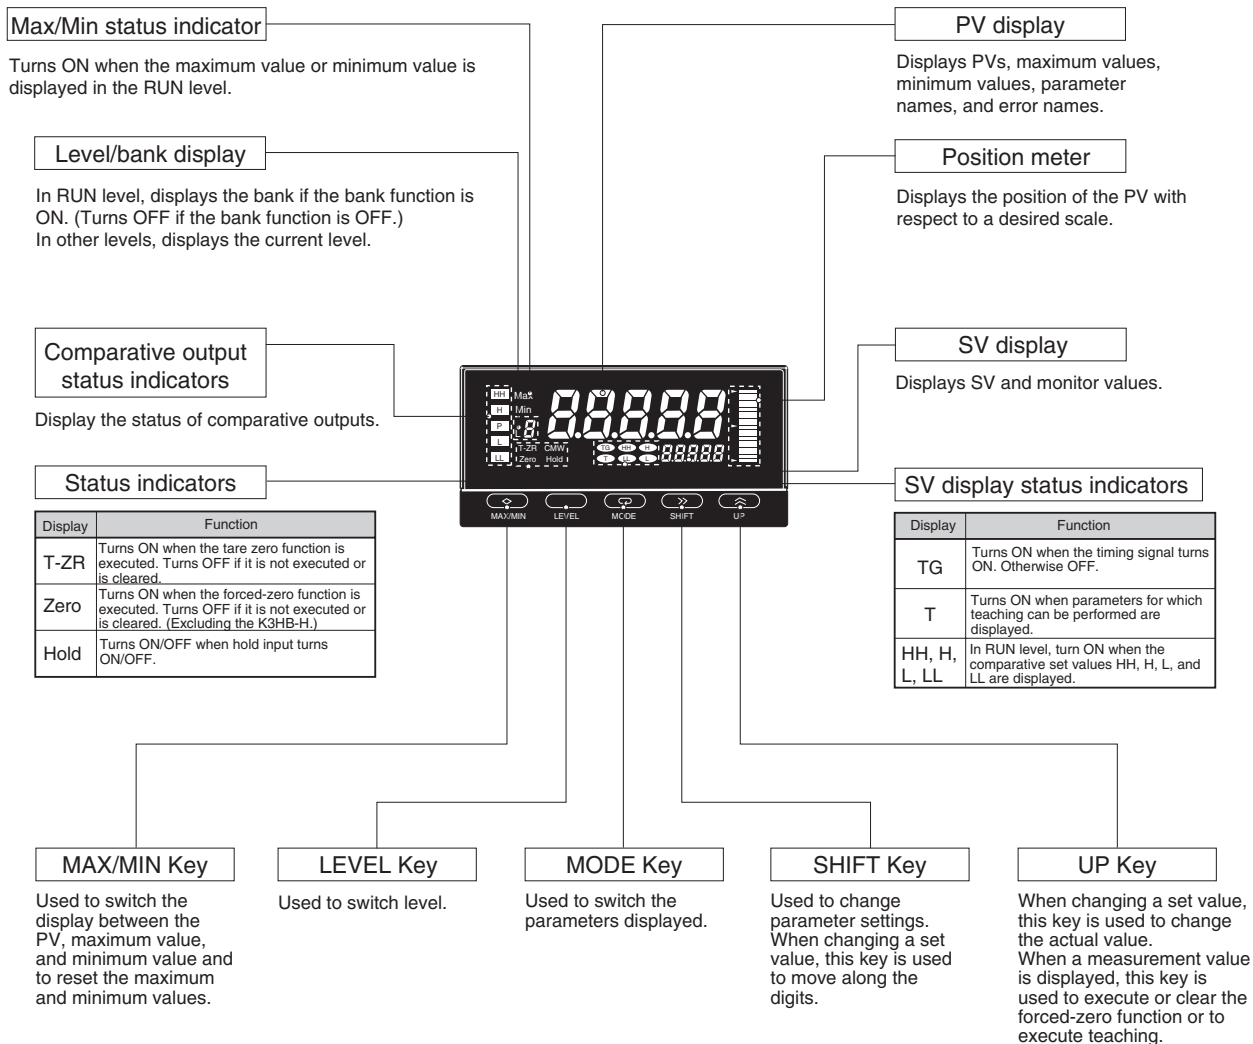 Max/Min status indicator
Turns ON when the maximum value or minimum value is
displayed in the RUN level.
Level/bank display
In RUN level, displays the bank if the bank function is
ON. (Turns OFF if the bank function is OFF.)
In other levels, displays the current level.
Comparative output
status indicators
Display the status of comparative outputs.
Status indicators
Display Function
T-ZR Turns ON when the tare zero function is
executed. Turns OFF if it is not executed or
is cleared.
Zero Turns ON when the forced-zero function is
executed. Turns OFF if it is not executed or
is cleared. (Excluding the K3HB-H.)
Hold Turns ON/OFF when hold input turns
ON/OFF.
PV display
Displays PVs, maximum values,
minimum values, parameter
names, and error names.
Position meter
Displays the position of the PV with
respect to a desired scale.
SV display
Displays SV and monitor values.
SV display status indicators
Display Function
TG Turns ON when the timing signal turns
ON. Otherwise OFF.
T Turns ON when parameters for which
teaching can be performed are
displayed.
HH, H, L, LL In RUN level, turn ON when the
comparative set values HH, H, L, and
LL are displayed.
HH Max
H Min
P
L
LL
8
8.8.8.8.8
T-ZR CMW
Zero Hold
TG HH H
T LL L
8.8.8.8.8
MAX/MIN LEVEL MODE SHIFT UP
MAX/MIN Key
Used to switch the
display between the
PV, maximum value,
and minimum value and
to reset the maximum
and minimum values.
LEVEL Key
Used to switch level.
MODE Key
Used to switch the
parameters displayed.
SHIFT Key
Used to change
parameter settings.
When changing a set
value, this key is used
to move along the
digits.
UP Key
When changing a set value,
this key is used to change
the actual value.
When a measurement value
is displayed, this key is
used to execute or clear the
forced-zero function or to
execute teaching.